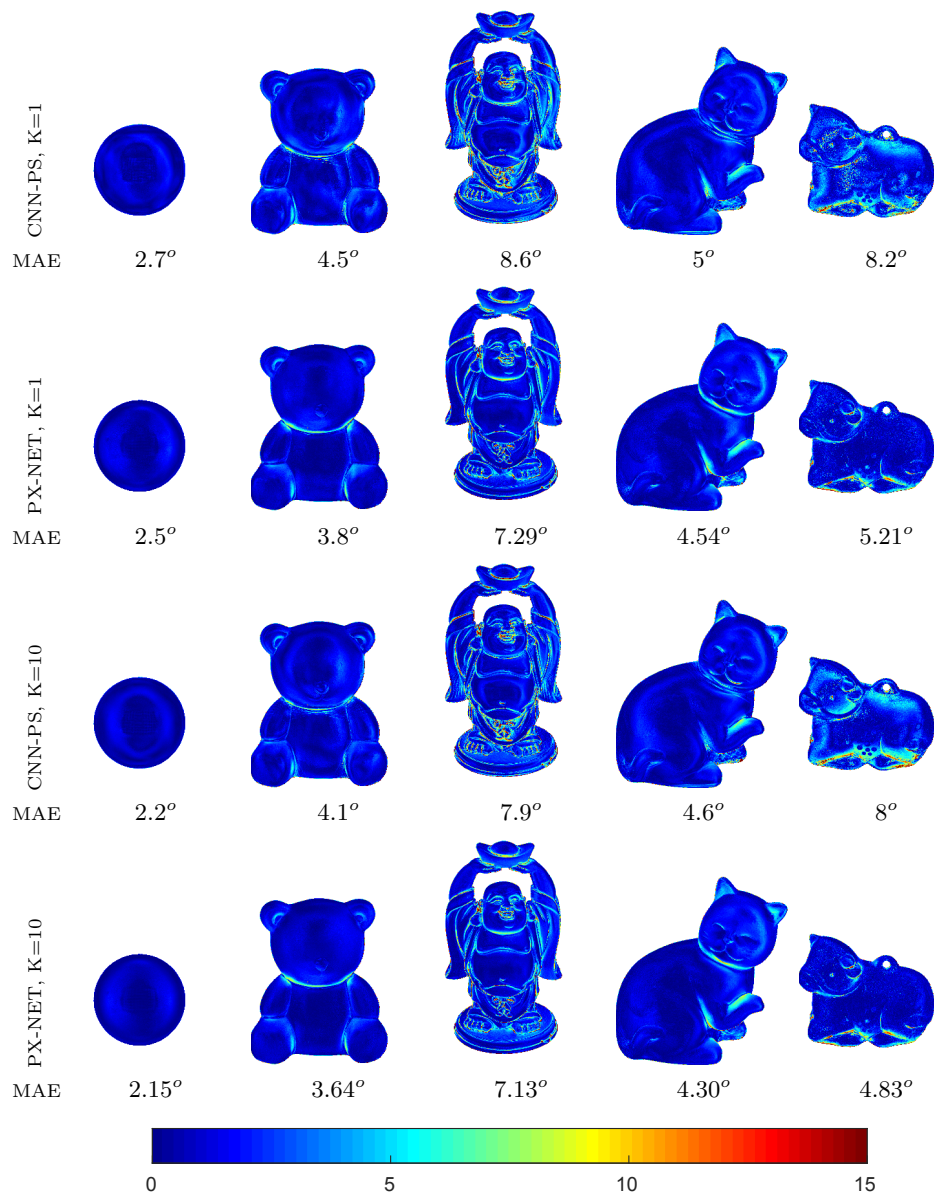 CNN-PS, K=1
MAE 2.7° 4.5° 8.6° 5° 8.2°
PX-NET, K=1
MAE 2.5° 3.8° 7.29° 4.54° 5.21°
CNN-PS, K=10
MAE 2.2° 4.1° 7.9° 4.6° 8°
PX-NET, K=10
MAE 2.15° 3.64° 7.13° 4.30° 4.83°
0 5 10 15